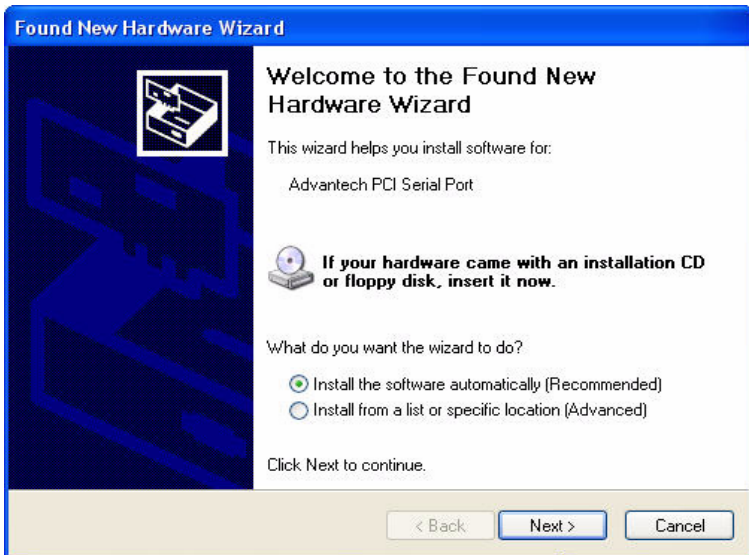 Found New Hardware Wizard
Welcome to the Found New
Hardware Wizard
This wizard helps you install software for:
Advantech PCI Serial Port
If your hardware came with an installation CD
or floppy disk, insert it now.
What do you want the wizard to do?
Install the software automatically (Recommended)
Install from a list or specific location (Advanced)
Click Next to continue.
< Back Next > Cancel